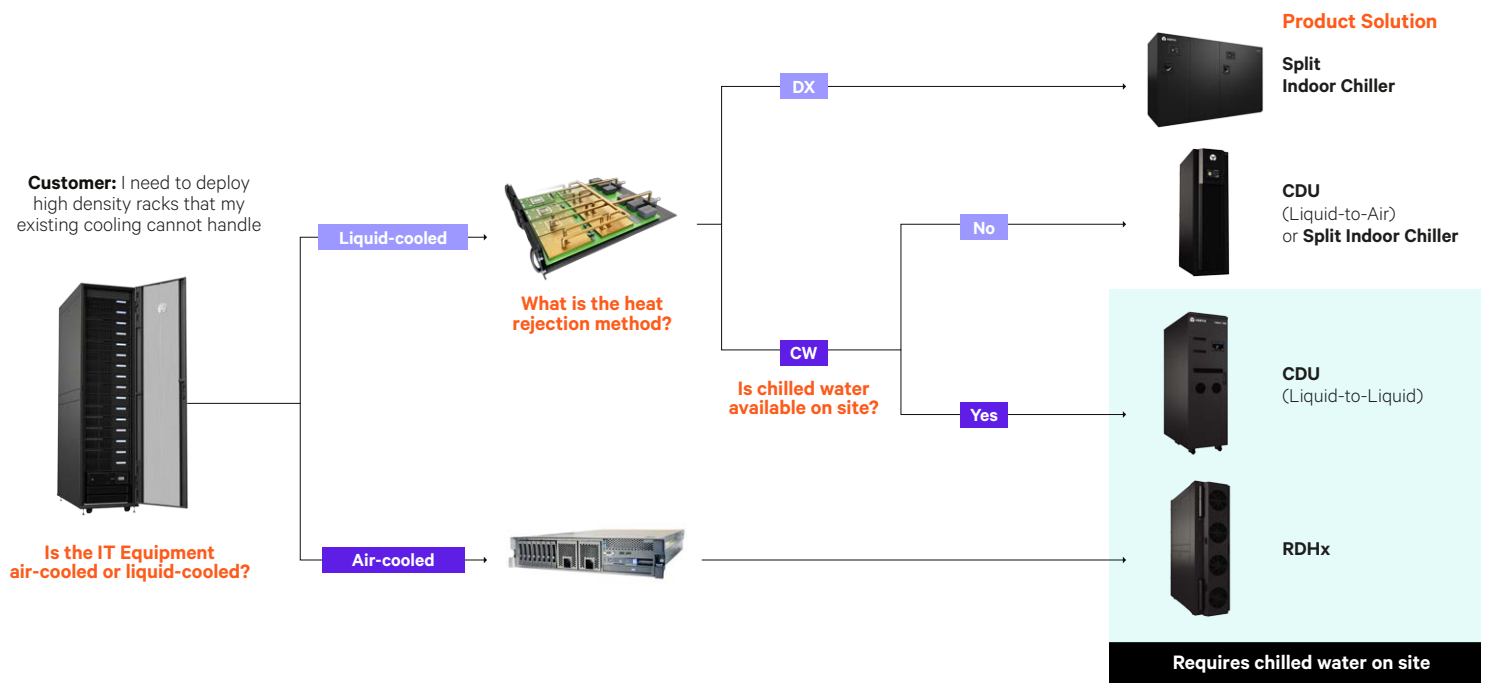 Product Solution
DX
Split
Indoor Chiller
Customer: I need to deploy
high density racks that my
existing cooling cannot handle
Liquid-cooled
No
CDU
(Liquid-to-Air)
or Split Indoor Chiller
What is the heat
rejection method?
CW
Is chilled water
available on site?
Yes
CDU
(Liquid-to-Liquid)
Is the IT Equipment
air-cooled or liquid-cooled?
Air-cooled
RDHx
Requires chilled water on site